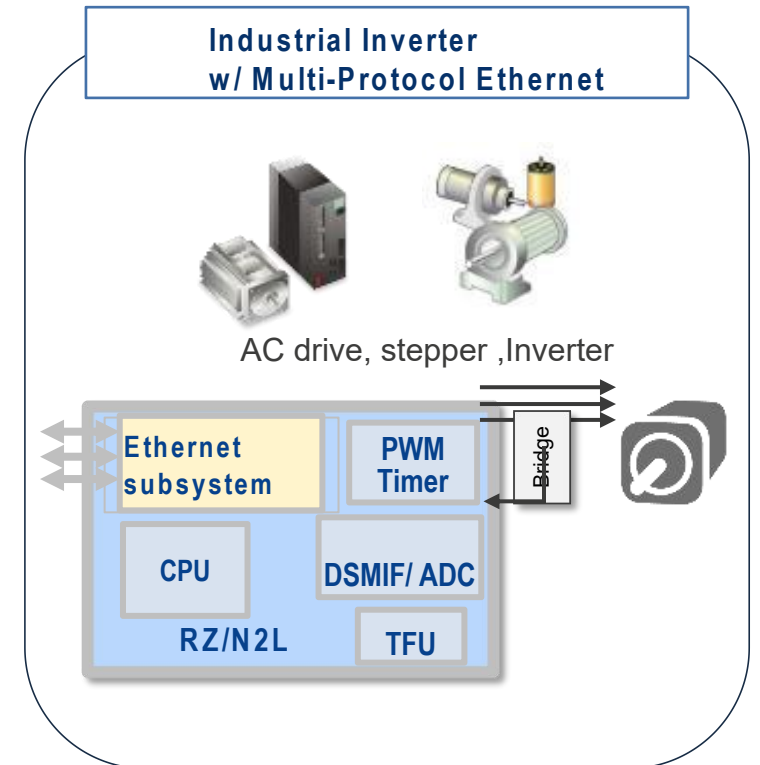 Industrial Inverter
w/ Multi-Protocol Ethernet
AC drive, stepper ,Inverter
Ethernet
subsystem
PWM
Timer
Bridge
CPU
DSMIF/ ADC
RZ/N2L
TFU